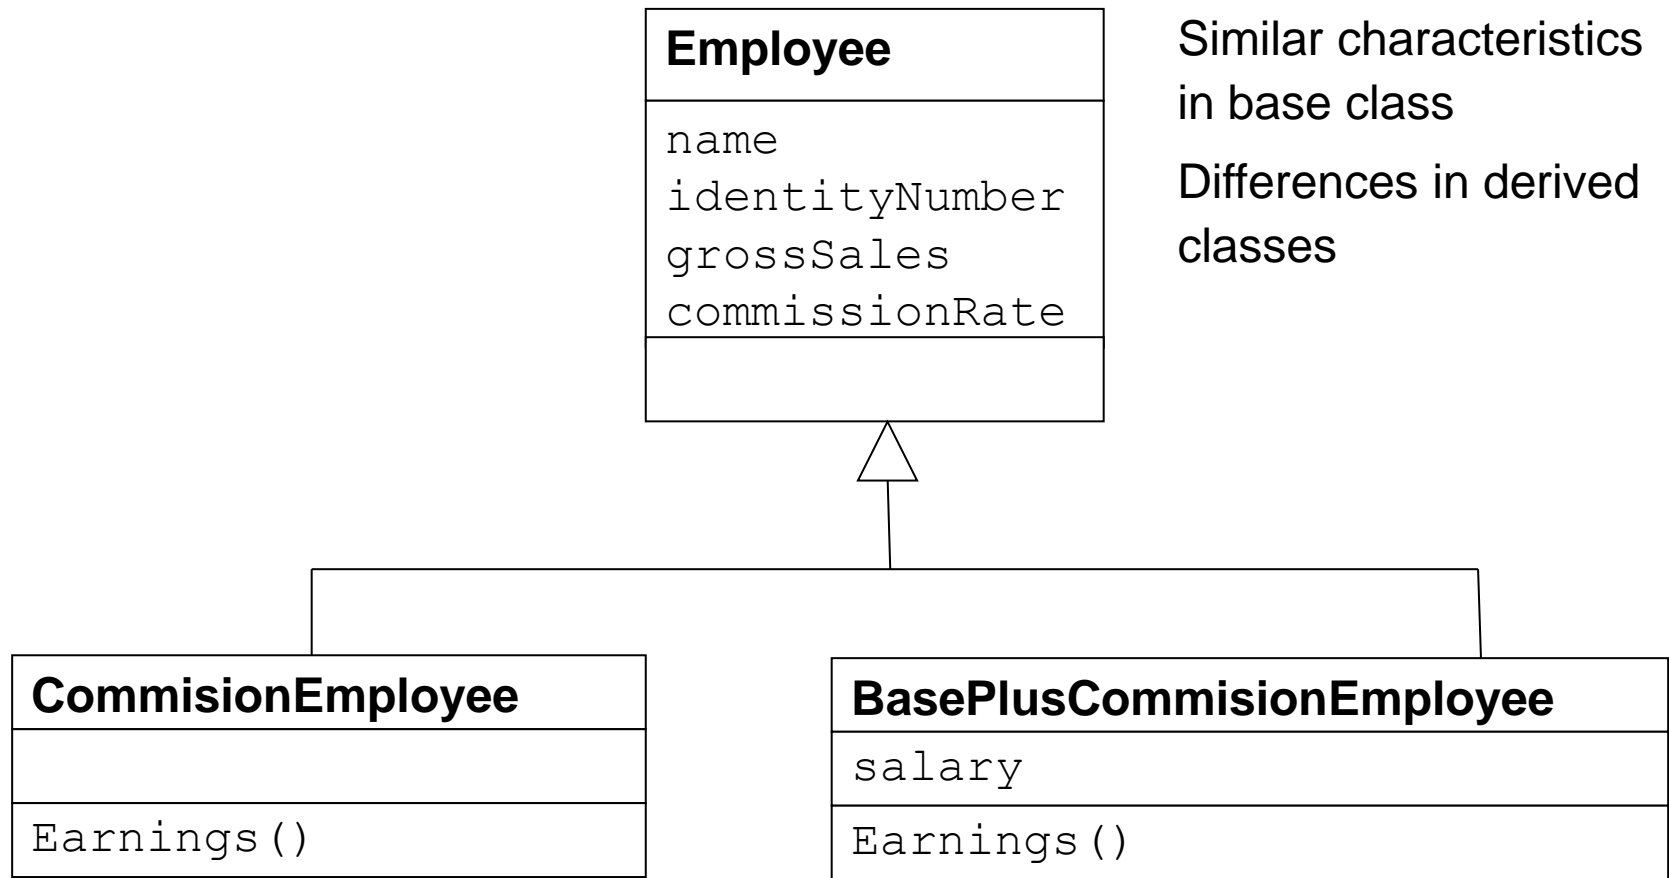 Employee
name
identityNumber
grossSales
commissionRate
Similar characteristics
in base class
Differences in derived
classes
CommisionEmployee
Earnings()
BasePlusCommisionEmployee
salary
Earnings()